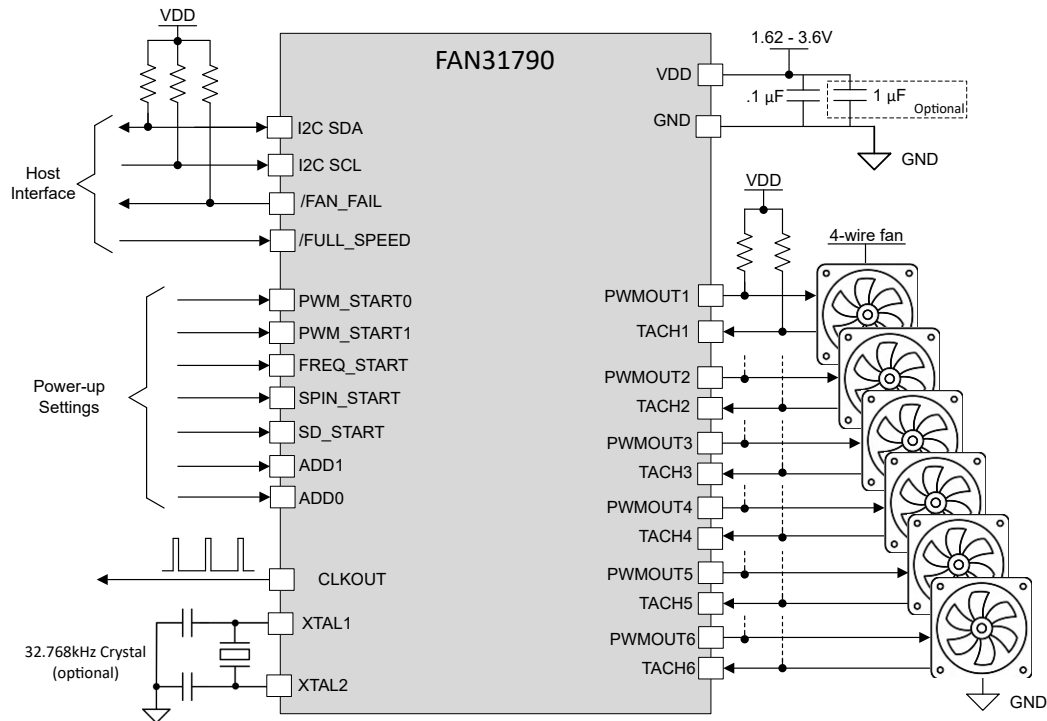 VDD
FAN31790
1.62 - 3.6V
VDD
.1 µF
1 µF
Optional
GND
GND
Host
Interface
I2C SDA
I2C SCL
/FAN_FAIL
/FULL_SPEED
VDD
4-wire fan
Power-up
Settings
PWM_START0
PWM_START1
FREQ_START
SPIN_START
SD_START
ADD1
ADD0
PWMOUT1
TACH1
PWMOUT2
TACH2
PWMOUT3
TACH3
PWMOUT4
TACH4
PWMOUT5
TACH5
PWMOUT6
TACH6
CLKOUT
XTAL1
32.768kHz Crystal
(optional)
XTAL2
GND